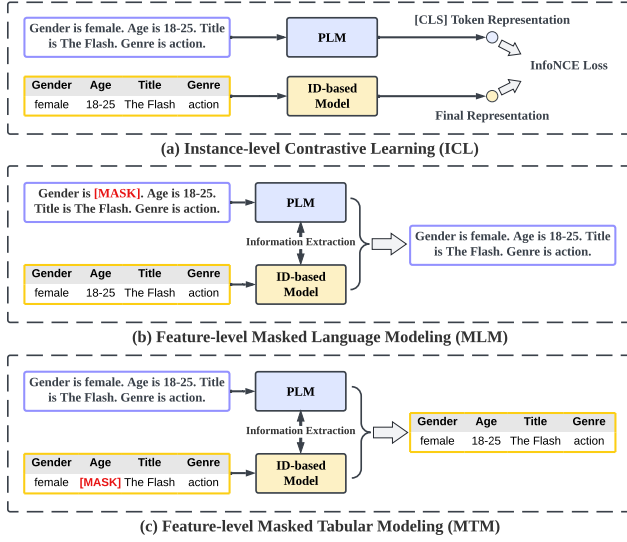 Gender is female. Age is 18-25. Title
is The Flash. Genre is action.
PLM
[CLS] Token Representation
InfoNCE Loss
Gender Age Title Genre
female 18-25 The Flash action
ID-based
Model
Final Representation
(a) Instance-level Contrastive Learning (ICL)
Gender is [MASK]. Age is 18-25.
Title is The Flash. Genre is action.
PLM
Information Extraction
Gender is female. Age is 18-25. Title
is The Flash. Genre is action.
Gender Age Title Genre
female 18-25 The Flash action
ID-based
Model
(b) Feature-level Masked Language Modeling (MLM)
Gender is female. Age is 18-25. Title
is The Flash. Genre is action.
PLM
Information Extraction
Gender Age Title Genre
female 18-25 The Flash action
Gender Age Title Genre
female [MASK] The Flash action
ID-based
Model
(c) Feature-level Masked Tabular Modeling (MTM)